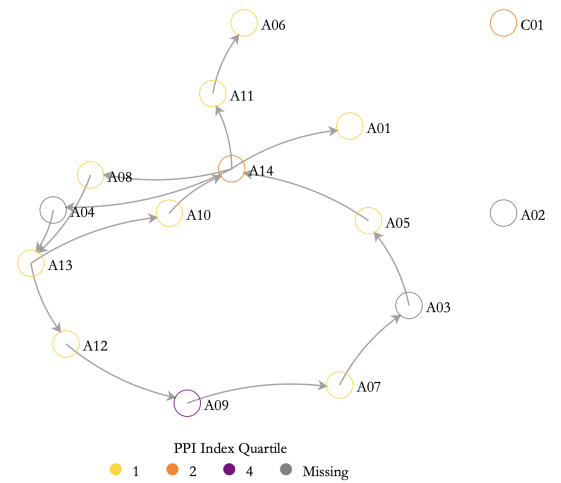 A06
C01
A11
A01
A14
A08
A04
A10
A02
A05
A13
A03
A12
A07
A09
PPI Index Quartile
1 2 4 Missing